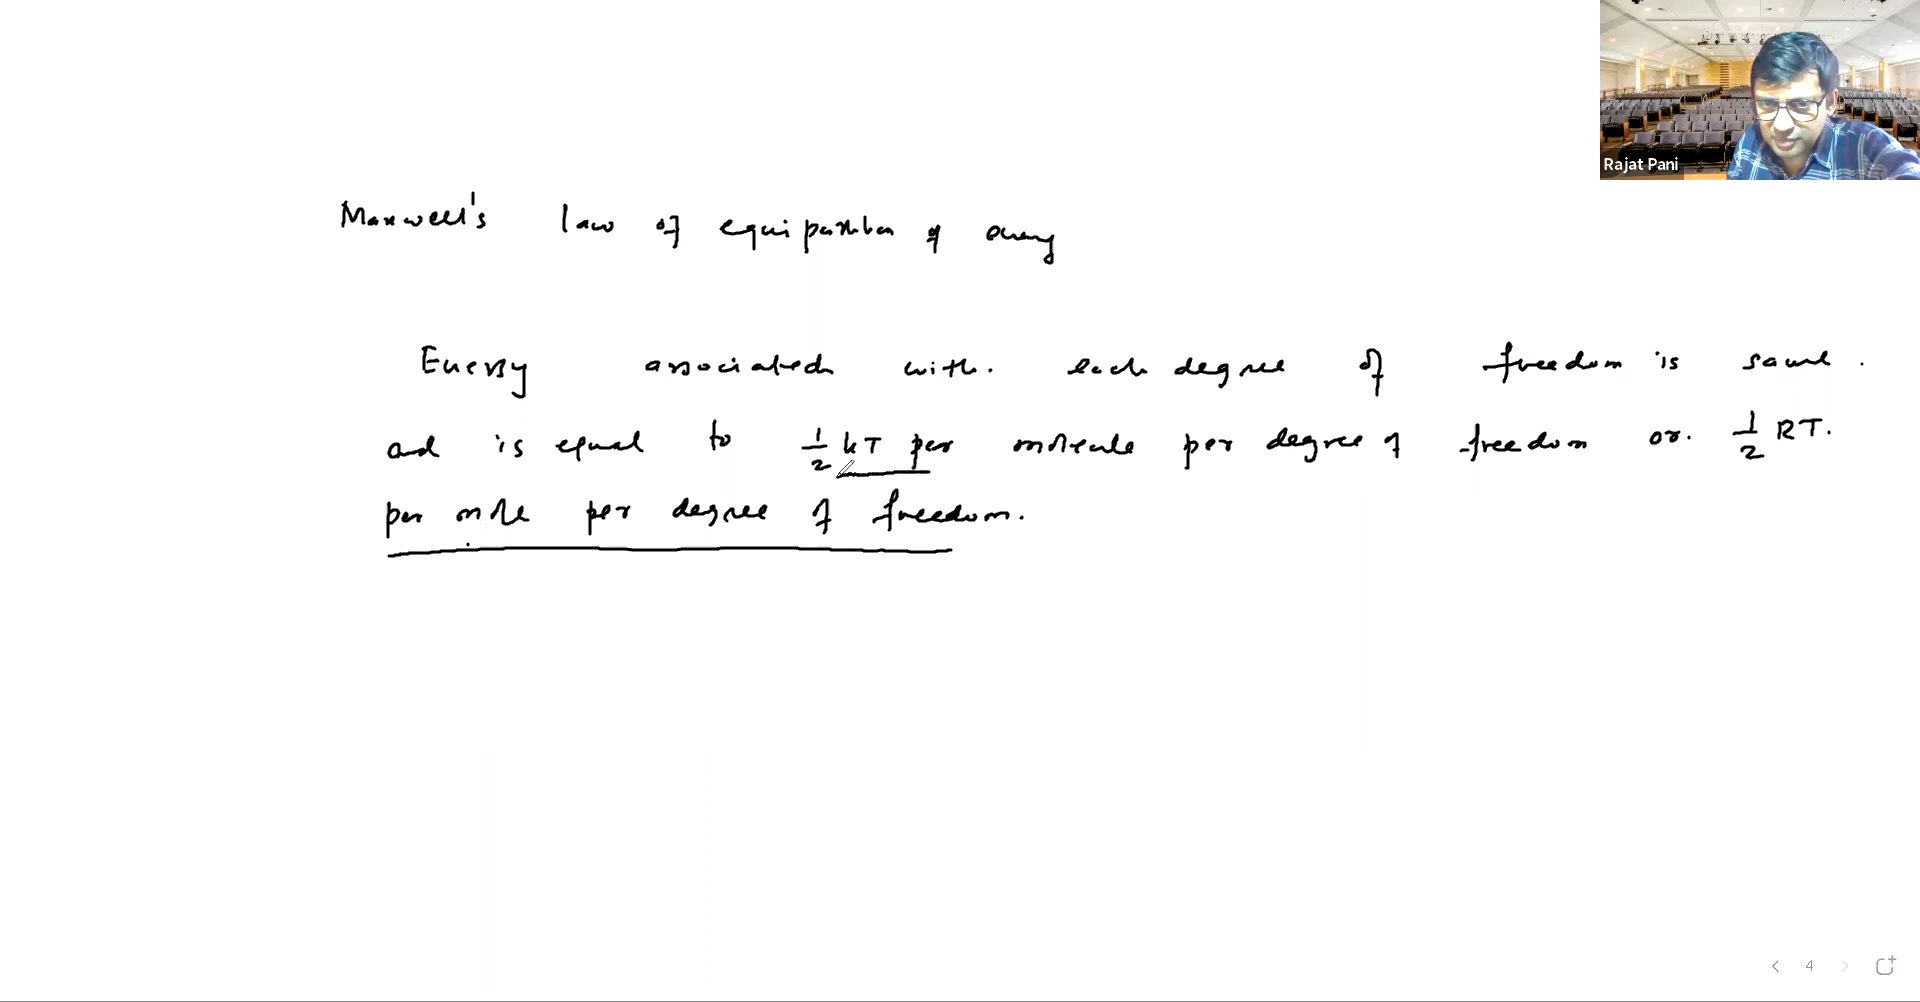 Rajat Pani
Maxwell's law of equipartition of energy
Energy associated with. each degree of freedom is same.
and is equal to 1/2 kT per molecule per degree of freedom or. 1/2 RT.
per mole per degree of freedom.
4